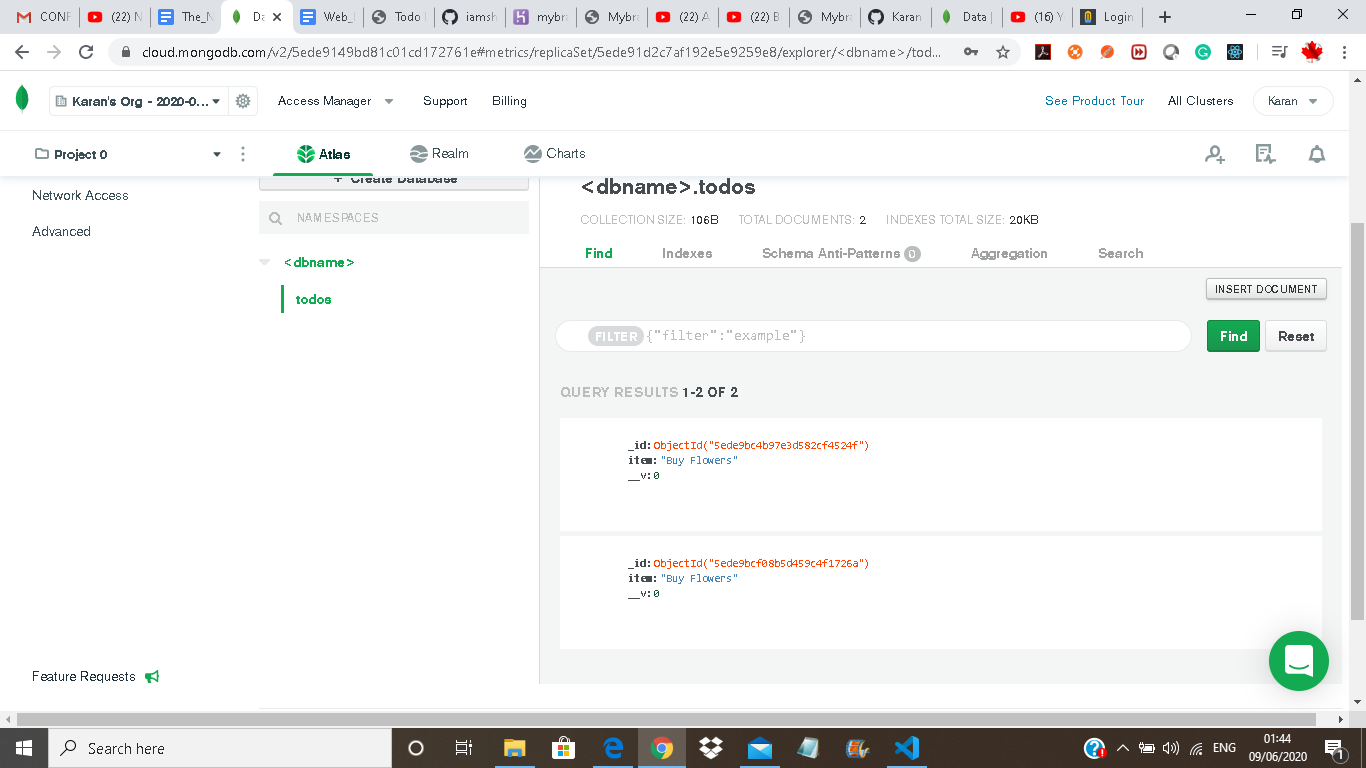 CONF
(22) N
The_N
Da
Web_
Todo
iamsh
mybra
Mybra
(22) A
(22) B
Mybra
Karan
Data
(16) Y
Login
cloud.mongodb.com/v2/5ede9149bd81c01cd172761e#metrics/replicaSet/5ede91d2c7af192e5e9259e8/explorer/<dbname>/tod...
Karan's Org - 2020-0...
Access Manager
Support
Billing
See Product Tour
All Clusters
Karan
Project 0
Atlas
Realm
Charts
Network Access
Advanced
+ Create Database
NAMESPACES
<dbname>
todos
<dbname>.todos
COLLECTION SIZE: 106B TOTAL DOCUMENTS: 2 INDEXES TOTAL SIZE: 20KB
Find Indexes Schema Anti-Patterns 0 Aggregation Search
INSERT DOCUMENT
FILTER {"filter":"example"}
Find
Reset
QUERY RESULTS 1-2 OF 2
_id:ObjectId("5ede9bc4b97e3d582cf4524f")
item:"Buy Flowers"
__v:0
_id:ObjectId("5ede9bcf08b5d459c4f1726a")
item:"Buy Flowers"
__v:0
Feature Requests
Search here
ENG
01:44
09/06/2020
1